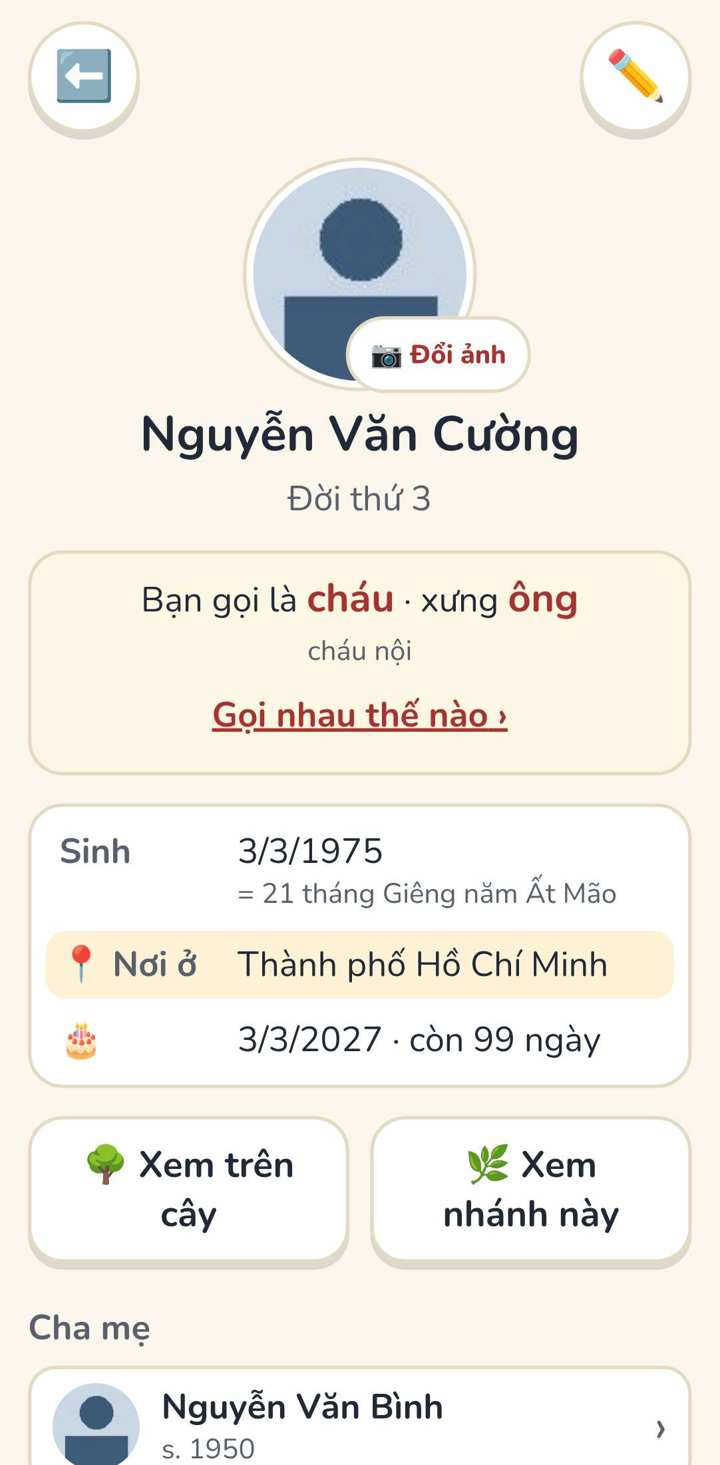 Đổi ảnh
Nguyễn Văn Cường
Đời thứ 3
Bạn gọi là cháu · xưng ông
cháu nội
Gọi nhau thế nào ›
Sinh
3/3/1975
= 21 tháng Giêng năm Ất Mão
Nơi ở
Thành phố Hồ Chí Minh
3/3/2027 · còn 99 ngày
Xem trên
cây
Xem
nhánh này
Cha mẹ
Nguyễn Văn Bình
s. 1950
›